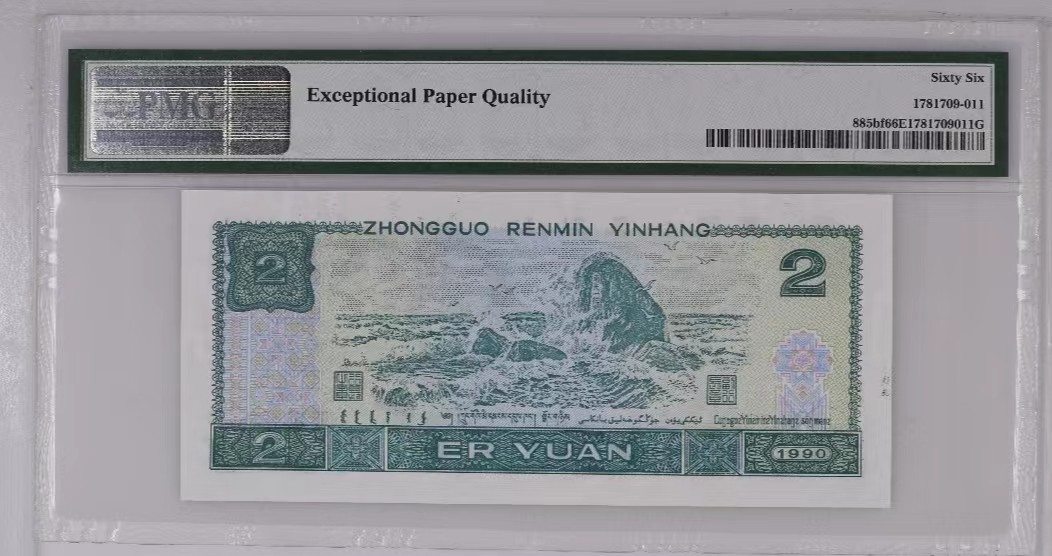 PMG
Exceptional Paper Quality
Sixty Six
1781709-011
885bf66E1781709011G
ZHONGGUO RENMIN YINHANG
2
2
2
ER YUAN
1990